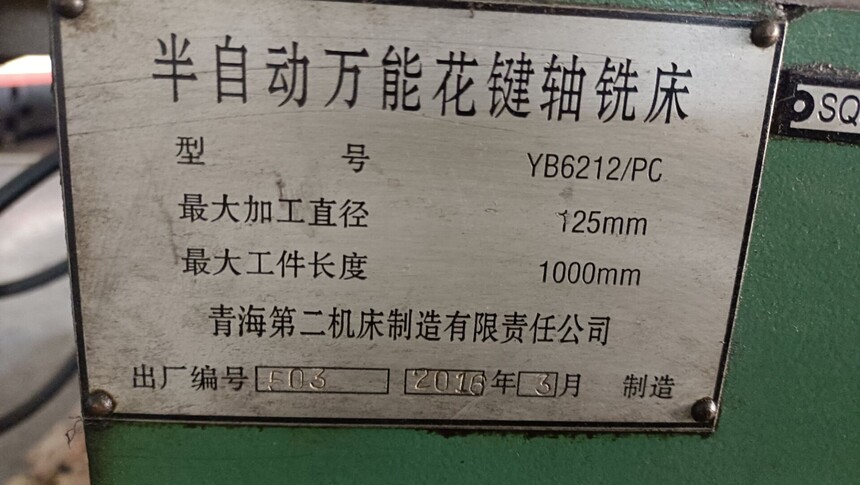 半自动万能花键轴铣床
型号 YB6212/PC
最大加工直径 125mm
最大工件长度 1000mm
青海第二机床制造有限责任公司
出厂编号 E03 2016年3月 制造
SQ